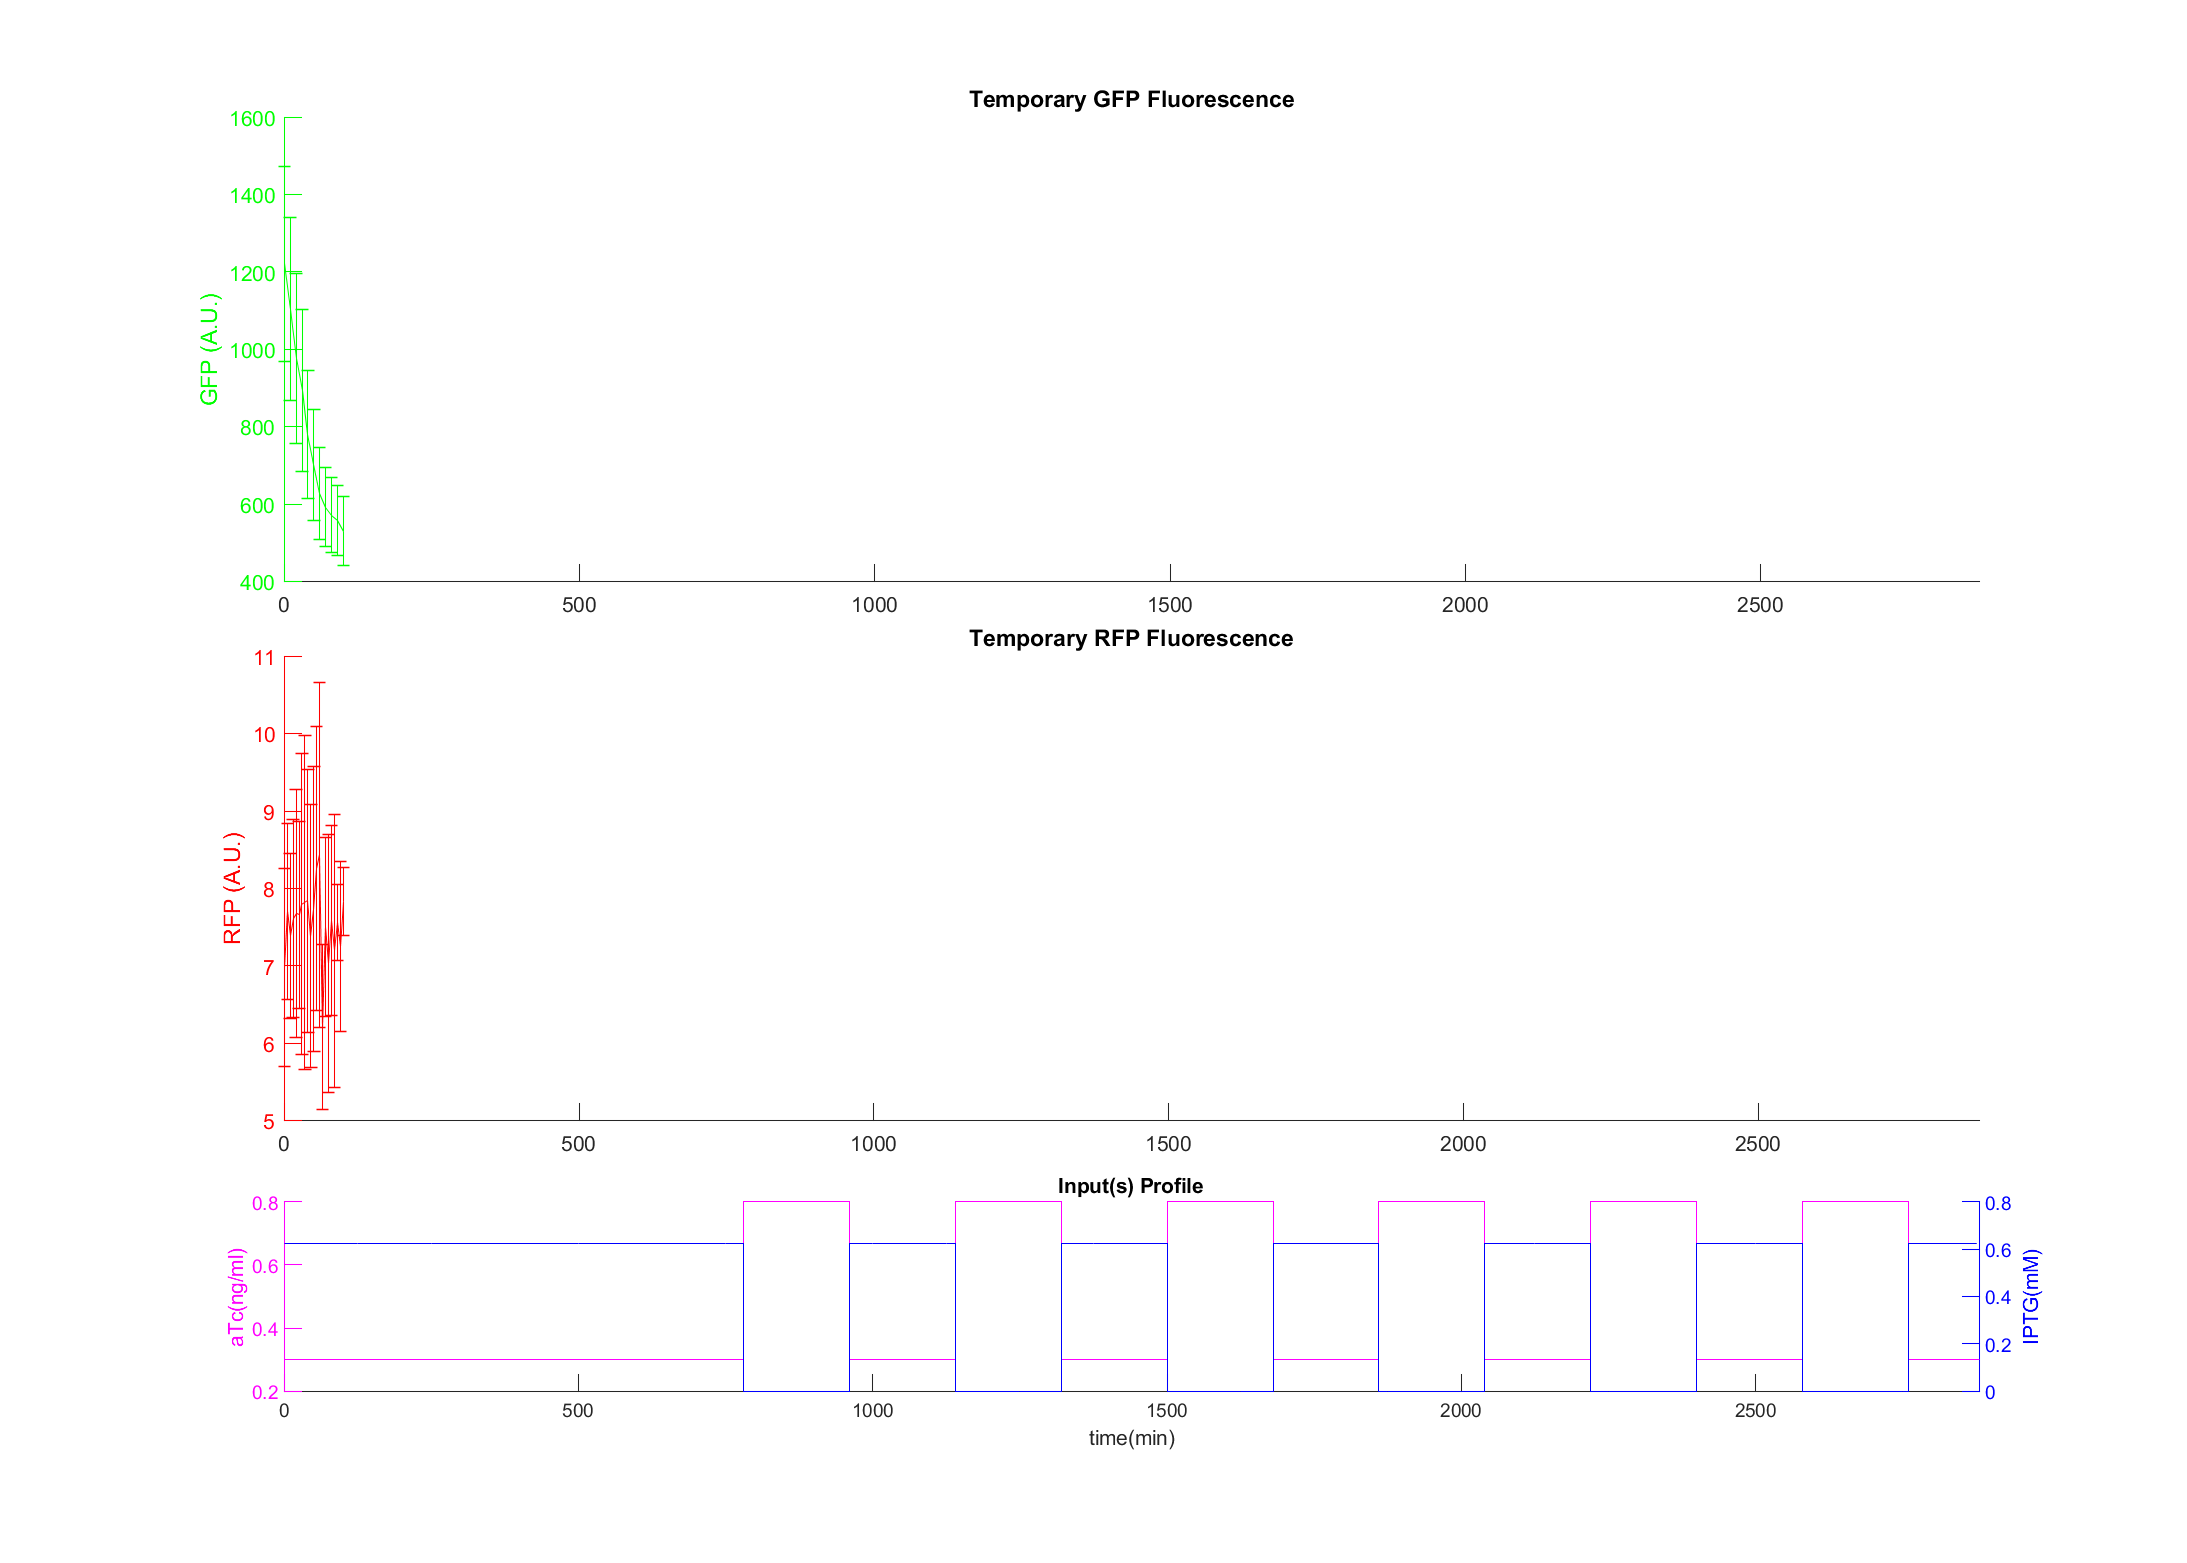 Temporary GFP Fluorescence
GFP (A.U.)
1600
1400
1200
1000
800
600
400
0 500 1000 1500 2000 2500
Temporary RFP Fluorescence
RFP (A.U.)
11
10
9
8
7
6
5
0 500 1000 1500 2000 2500
Input(s) Profile
aTc(ng/ml)
0.8
0.6
0.4
0.2
0.8
0.6
0.4
0.2
0
IPTG(mM)
0 500 1000 1500 2000 2500
time(min)